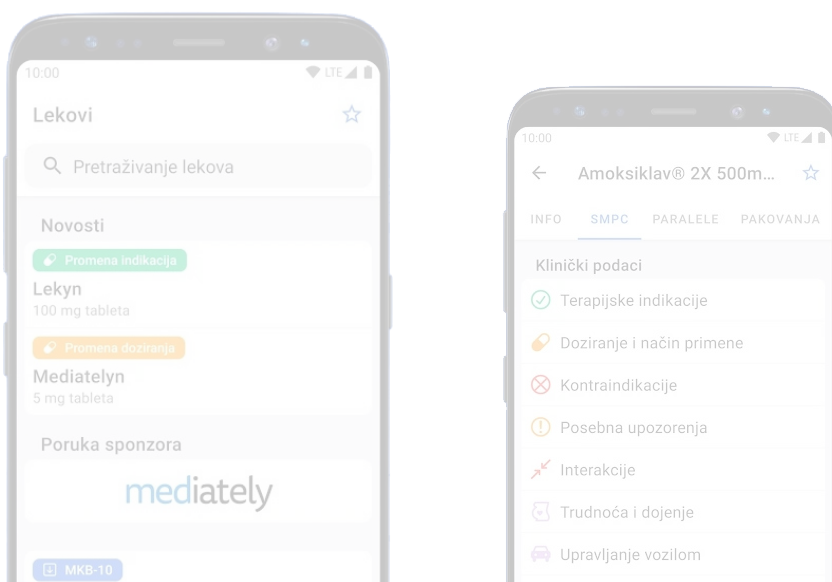 10:00
LTE
Lekovi
Pretraživanje lekova
Novosti
Promena indikacija
Lekyn
100 mg tableta
Promena doziranja
Mediatelyn
5 mg tableta
Poruka sponzora
mediately
MKB-10
10:00
LTE
Amoksiklav® 2X 500m...
INFO SMPC PARALELE PAKOVANJA
Klinički podaci
Terapijske indikacije
Doziranje i način primene
Kontraindikacije
Posebna upozorenja
Interakcije
Trudnoća i dojenje
Upravljanje vozilom